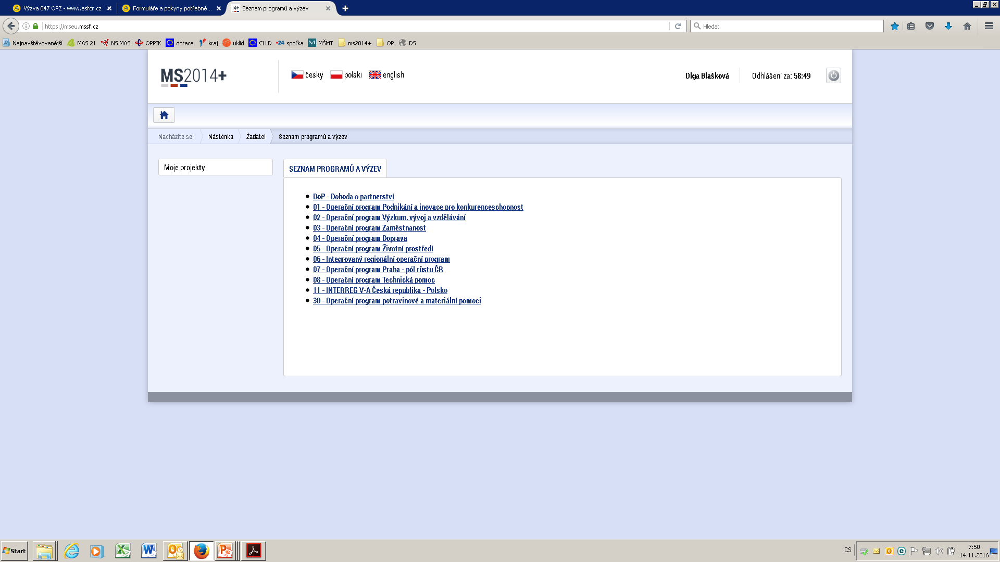 Výzva 047 OPZ - www.esfcr.cz
Formuláře a pokyny potřebné...
14+ Seznam programů a výzev
https://mseu.mssf.cz
Hledat
Nejnavštěvovanější MAS 21 NS MAS OPPIK dotace kraj uklid CLLD +24 spořka MŠMT ms2014+ OP DS
MS2014+
česky polski english
Olga Blašková
Odhlášení za: 58:49
Nacházíte se: Nástěnka Žadatel Seznam programů a výzev
Moje projekty
SEZNAM PROGRAMŮ A VÝZEV
DoP - Dohoda o partnerství
01 - Operační program Podnikání a inovace pro konkurenceschopnost
02 - Operační program Výzkum, vývoj a vzdělávání
03 - Operační program Zaměstnanost
04 - Operační program Doprava
05 - Operační program Životní prostředí
06 - Integrovaný regionální operační program
07 - Operační program Praha - pól růstu ČR
08 - Operační program Technická pomoc
11 - INTERREG V-A Česká republika - Polsko
30 - Operační program potravinové a materiální pomoci
Start
CS
7:50
14.11.2016